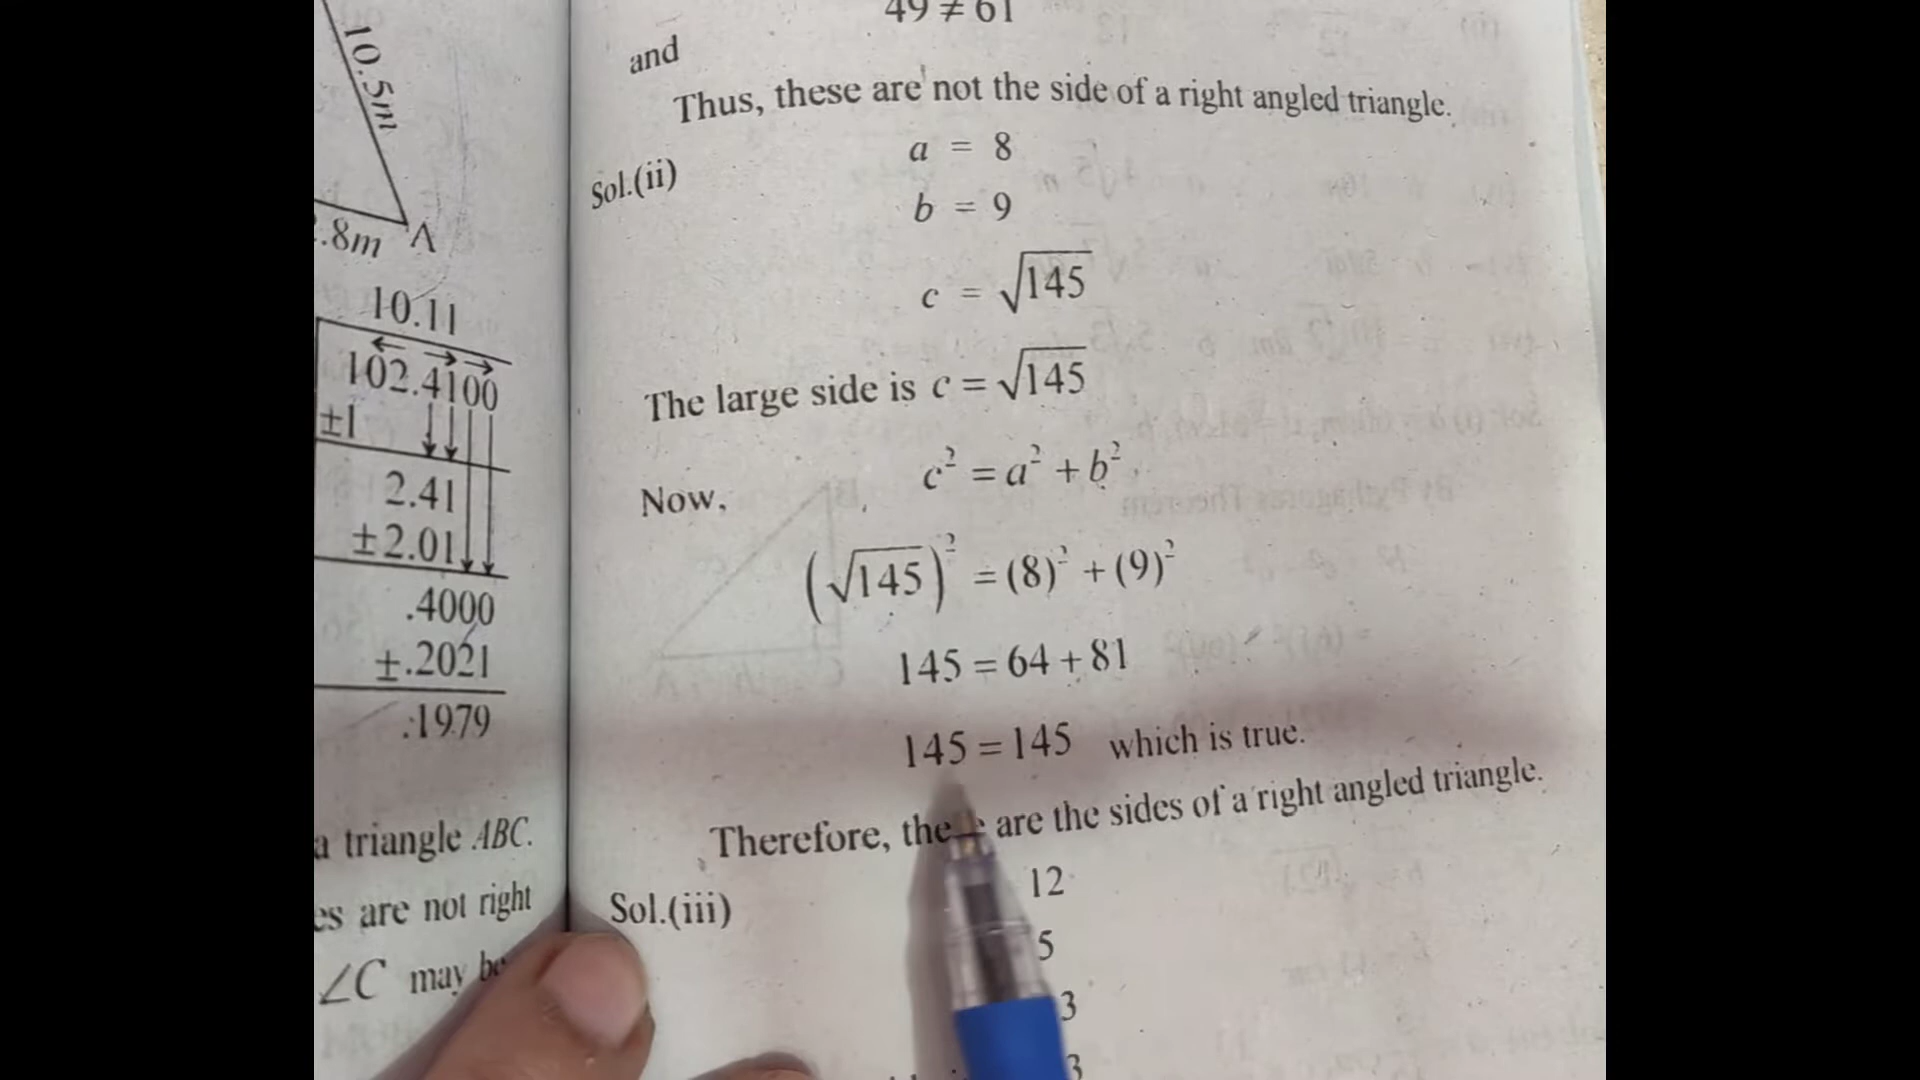 10.5m
.8m A
10.11
102.4100
±1
2.41
±2.01
.4000
±.2021
.1979
a triangle ABC.
es are not right
∠C may be
49 ≠ 61
and
Thus, these are not the side of a right angled triangle.
Sol.(ii) a = 8
b = 9
c = √145
The large side is c = √145
Now, c² = a² + b²
(√145)² = (8)² + (9)²
145 = 64 + 81
145 = 145 which is true.
Therefore, the are the sides of a right angled triangle.
Sol.(iii) 12
5
3
3